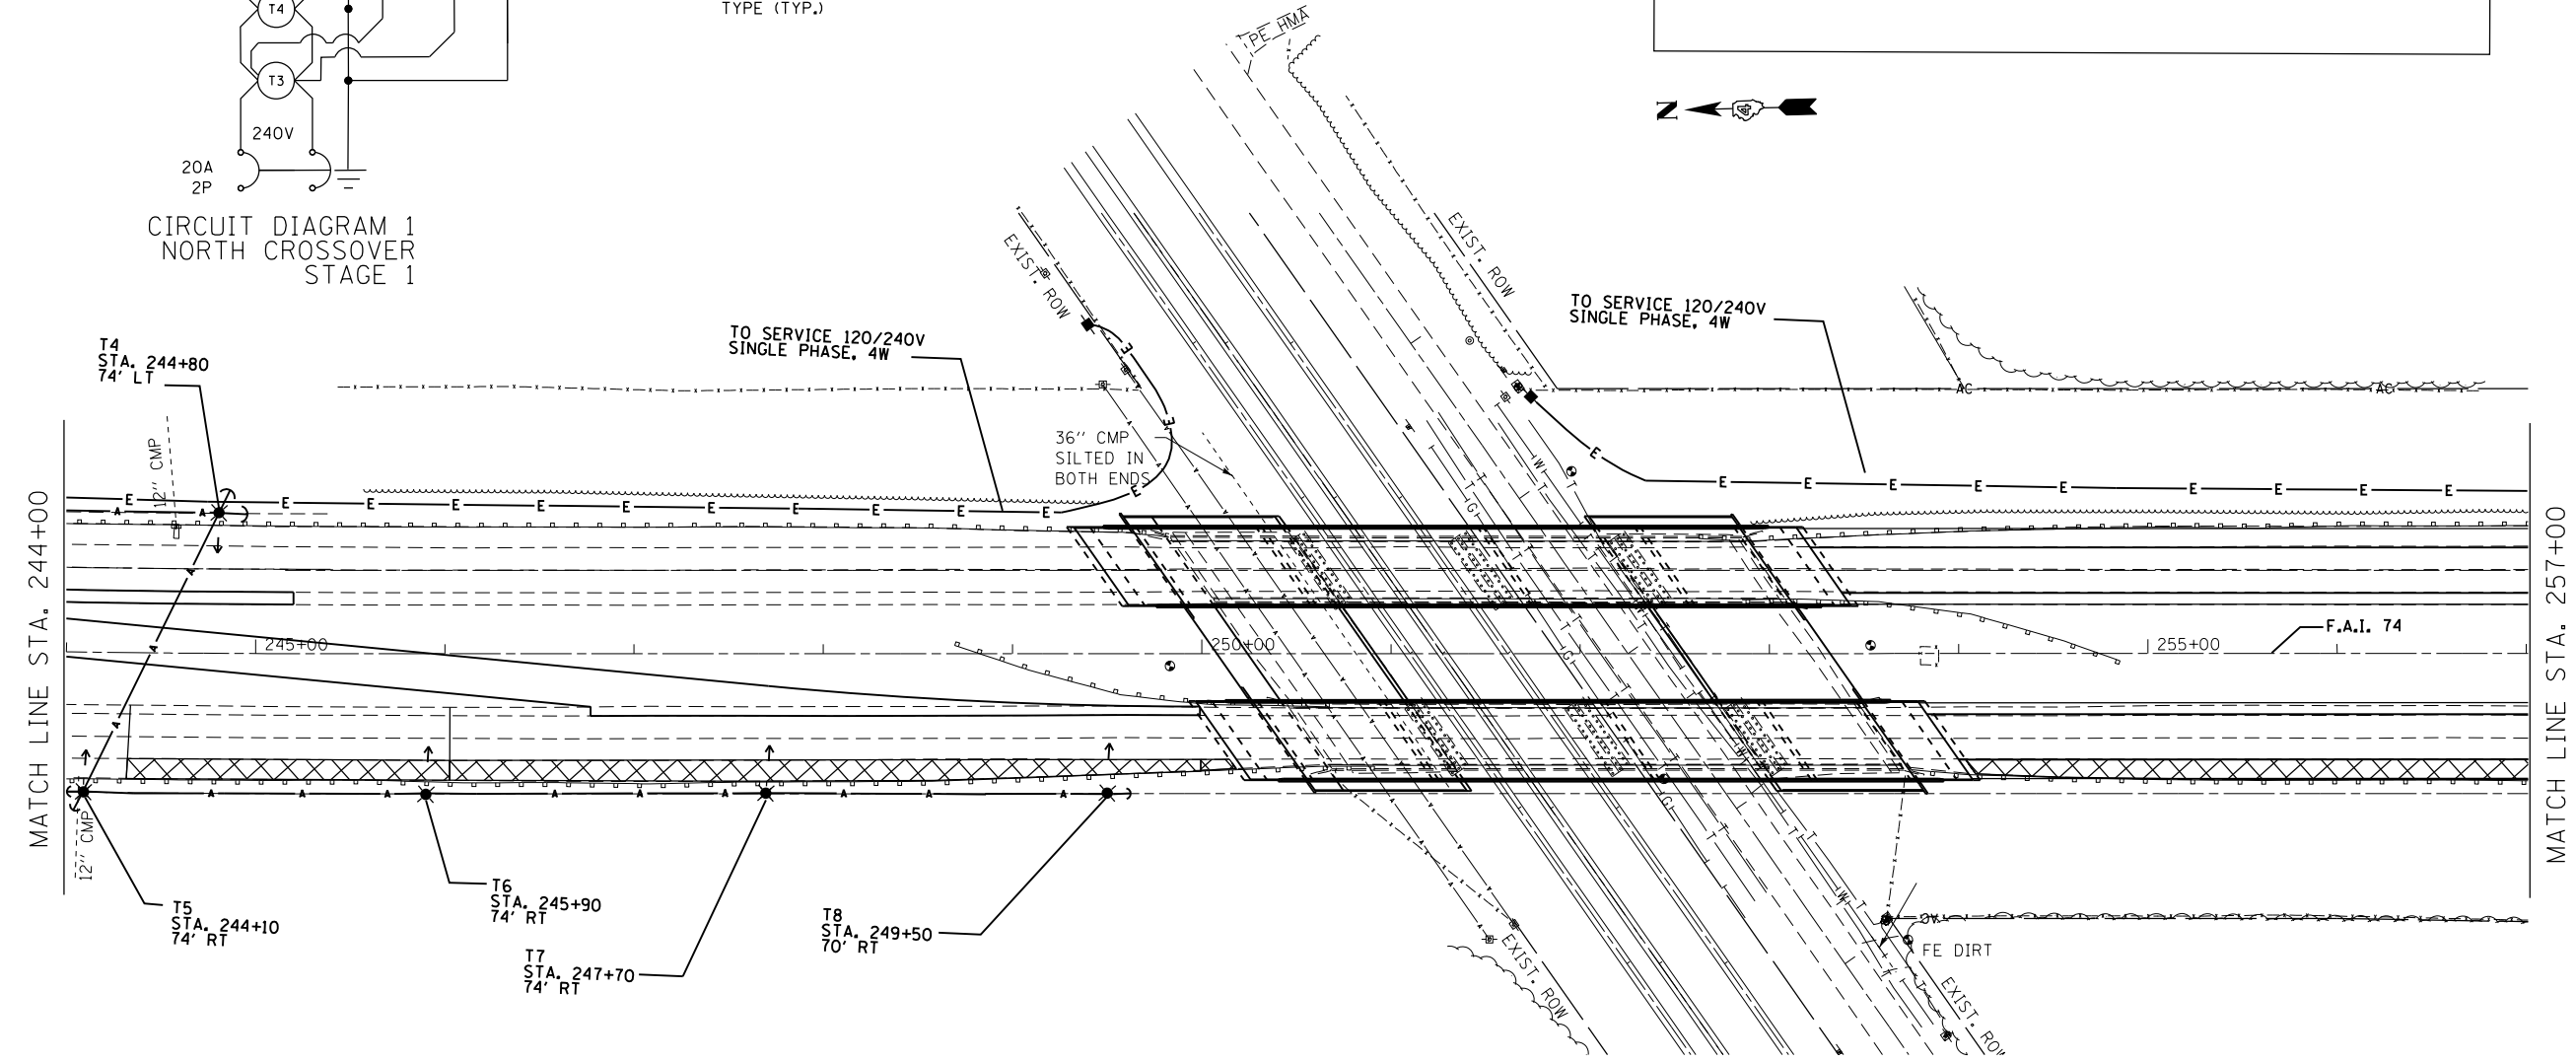 T4
TYPE (TYP.)
T3
240V
20A
2P
CIRCUIT DIAGRAM 1
NORTH CROSSOVER
STAGE 1
PE HMA
N
EXIST. ROW
EXIST. ROW
TO SERVICE 120/240V
SINGLE PHASE, 4W
TO SERVICE 120/240V
SINGLE PHASE, 4W
T4
STA. 244+80
74' LT
AC
AC
12" CMP
36" CMP
SILTED IN
BOTH ENDS
E E E E E E E E E E E E E E
E E E E E E E E E E
A A
MATCH LINE STA. 244+00
MATCH LINE STA. 257+00
245+00
250+00
255+00
F.A.I. 74
A A A
A A A A A A A A A
W
T
G
12" CMP
T5
STA. 244+10
74' RT
T6
STA. 245+90
74' RT
T7
STA. 247+70
74' RT
T8
STA. 249+50
70' RT
AC
FE DIRT
EXIST. ROW
EXIST. ROW